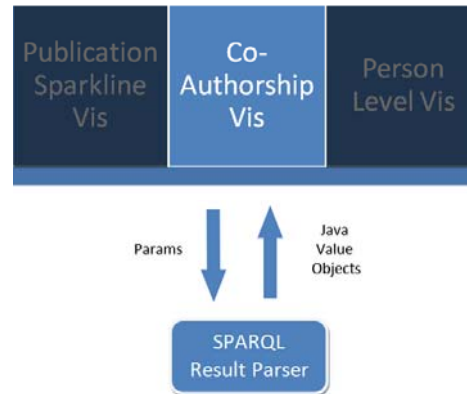 Publication
Sparkline
Vis
Co-
Authorship
Vis
Person
Level Vis
Params
Java
Value
Objects
SPARQL
Result Parser